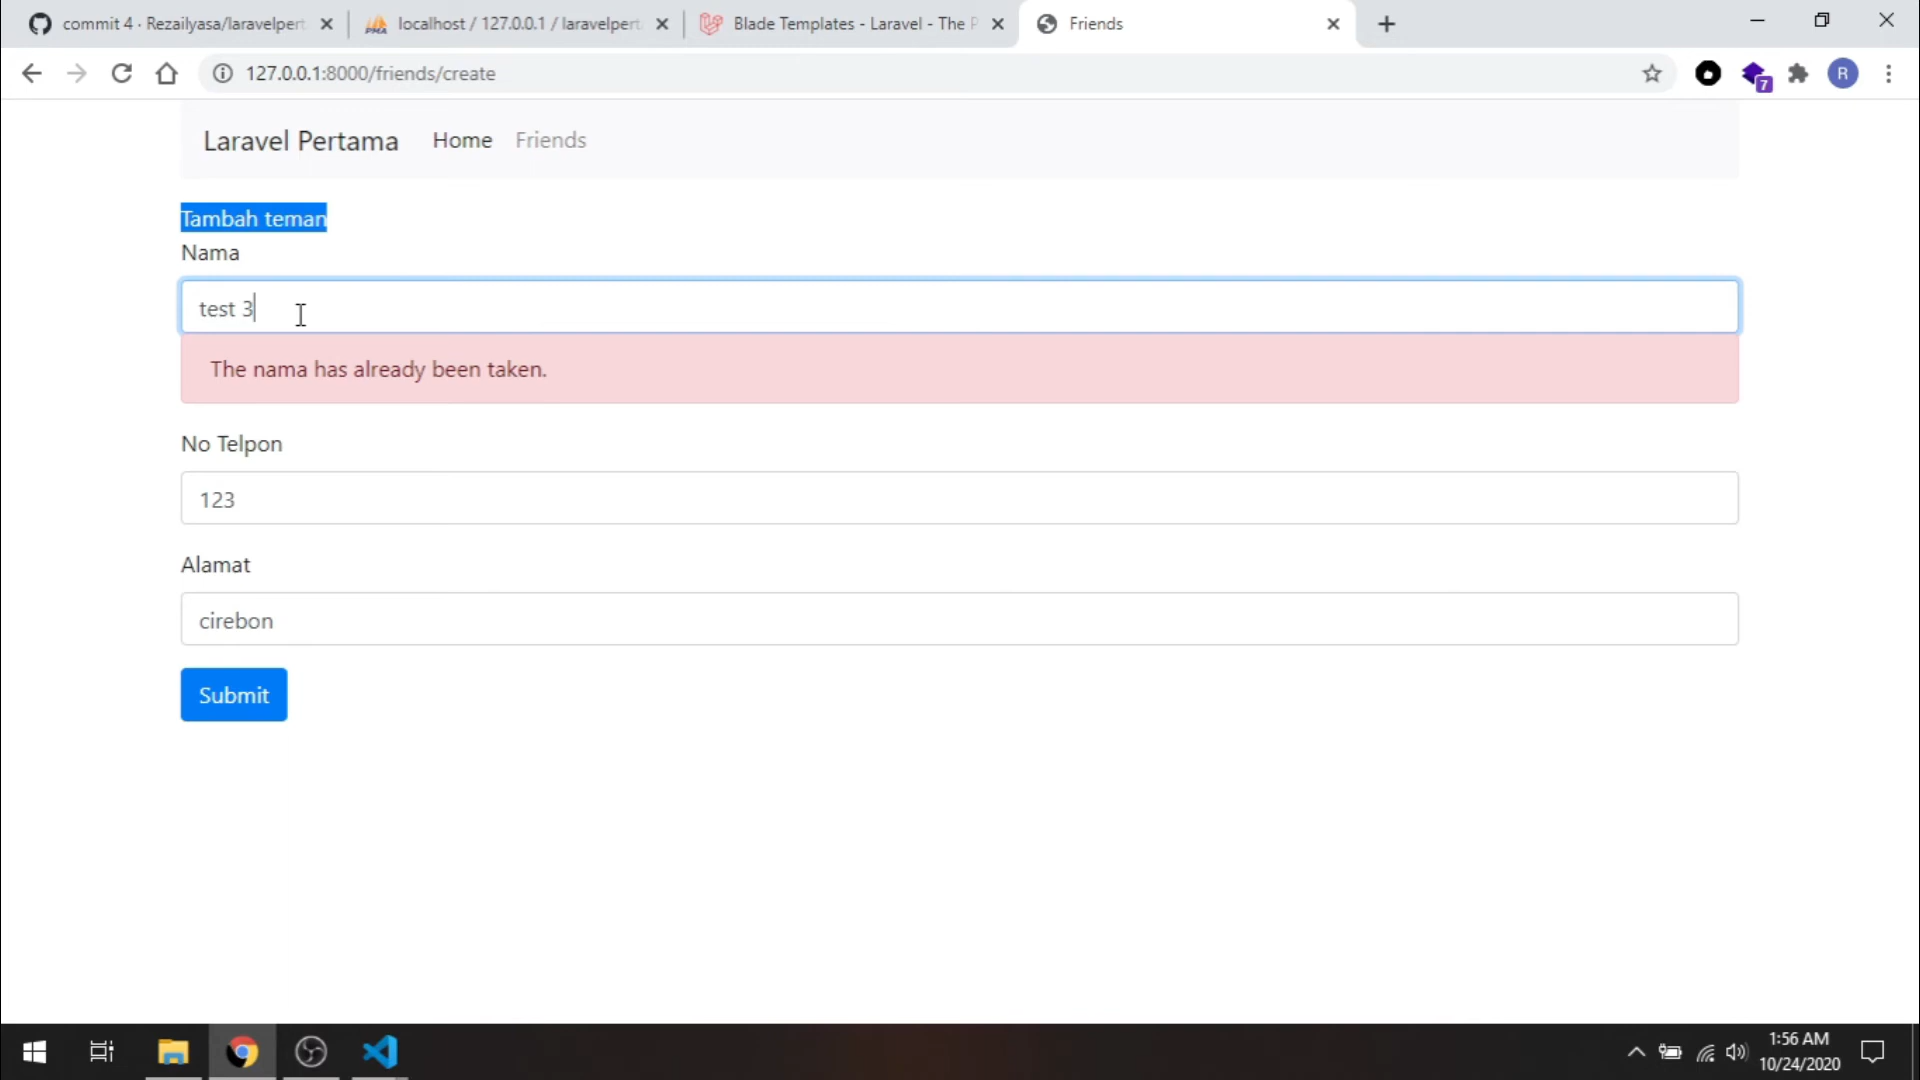 commit 4 · Rezailyasa/laravelpert
localhost / 127.0.0.1 / laravelpert
Blade Templates - Laravel - The P
Friends
127.0.0.1:8000/friends/create
7
R
Laravel Pertama
Home
Friends
Tambah teman
Nama
test 3
The nama has already been taken.
No Telpon
123
Alamat
cirebon
Submit
1:56 AM
10/24/2020